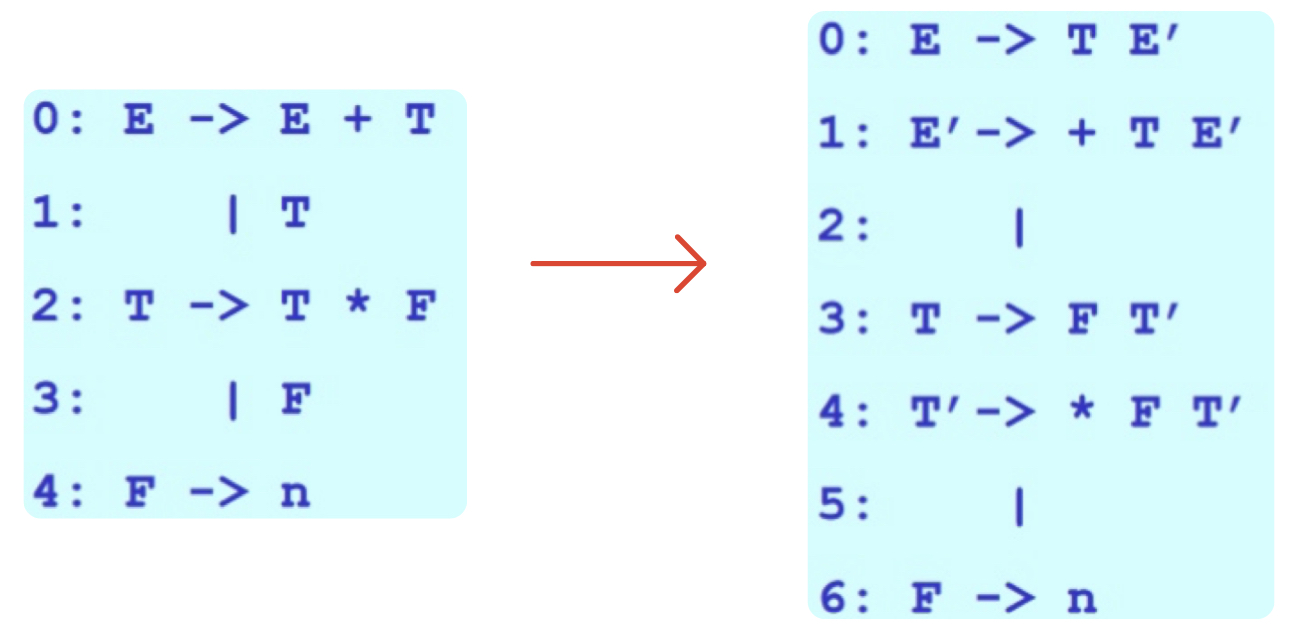 0: E -> E + T
1:    | T
2: T -> T * F
3:    | F
4: F -> n
0: E -> T E′
1: E′-> + T E′
2:    |
3: T -> F T′
4: T′-> * F T′
5:    |
6: F -> n